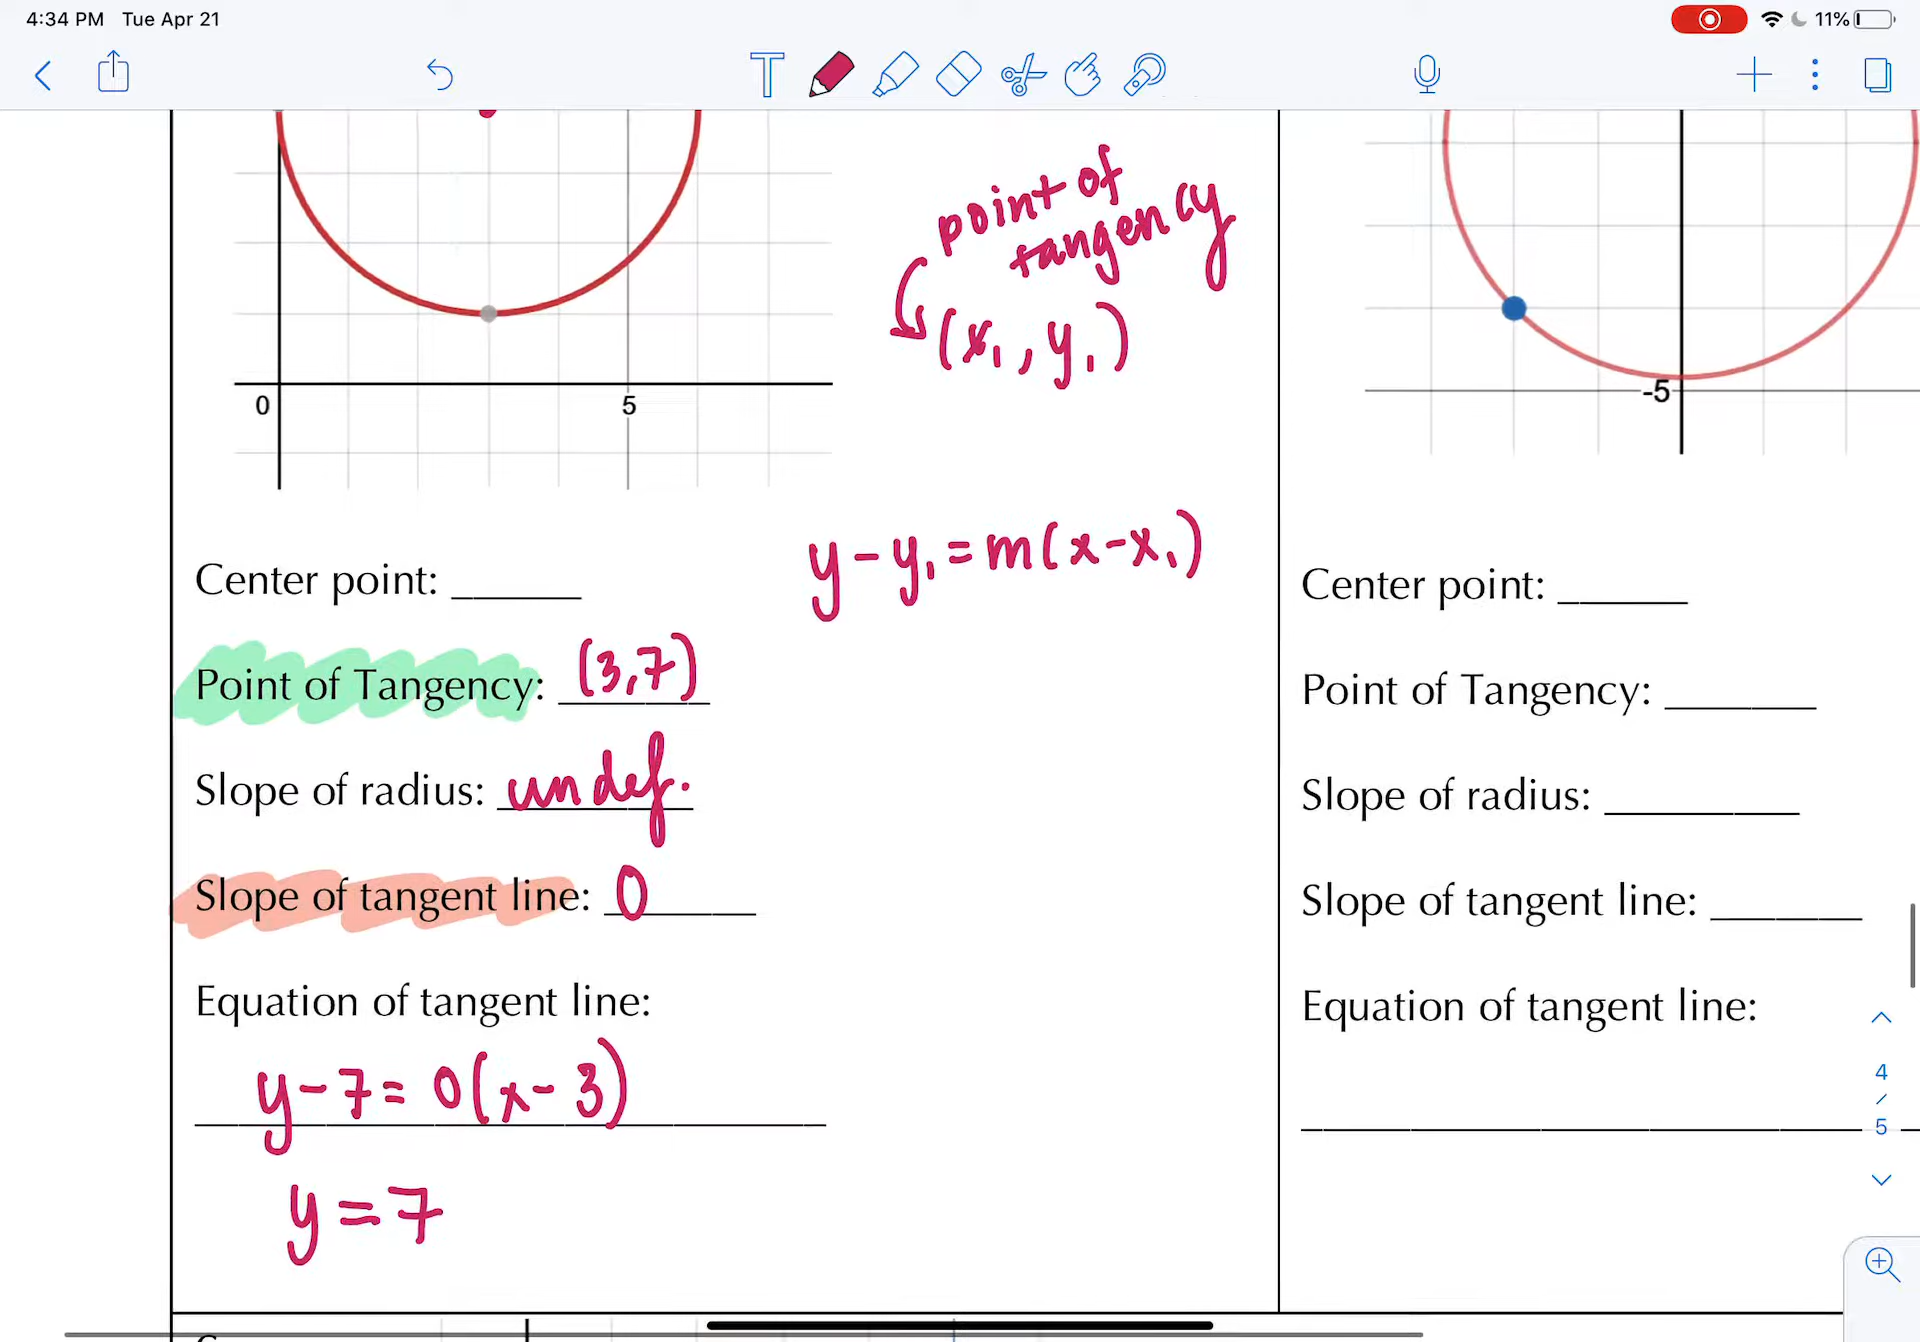 4:34 PM Tue Apr 21
11%
T
point of
tangency
(x₁, y₁)
0
5
y-y₁=m(x-x₁)
Center point: ______
Point of Tangency: (3,7)
Slope of radius: undef.
Slope of tangent line: 0
Equation of tangent line:
y-7=0(x-3)
y=7
-5
Center point: ______
Point of Tangency: _______
Slope of radius: _________
Slope of tangent line: _______
Equation of tangent line:
4
/
5